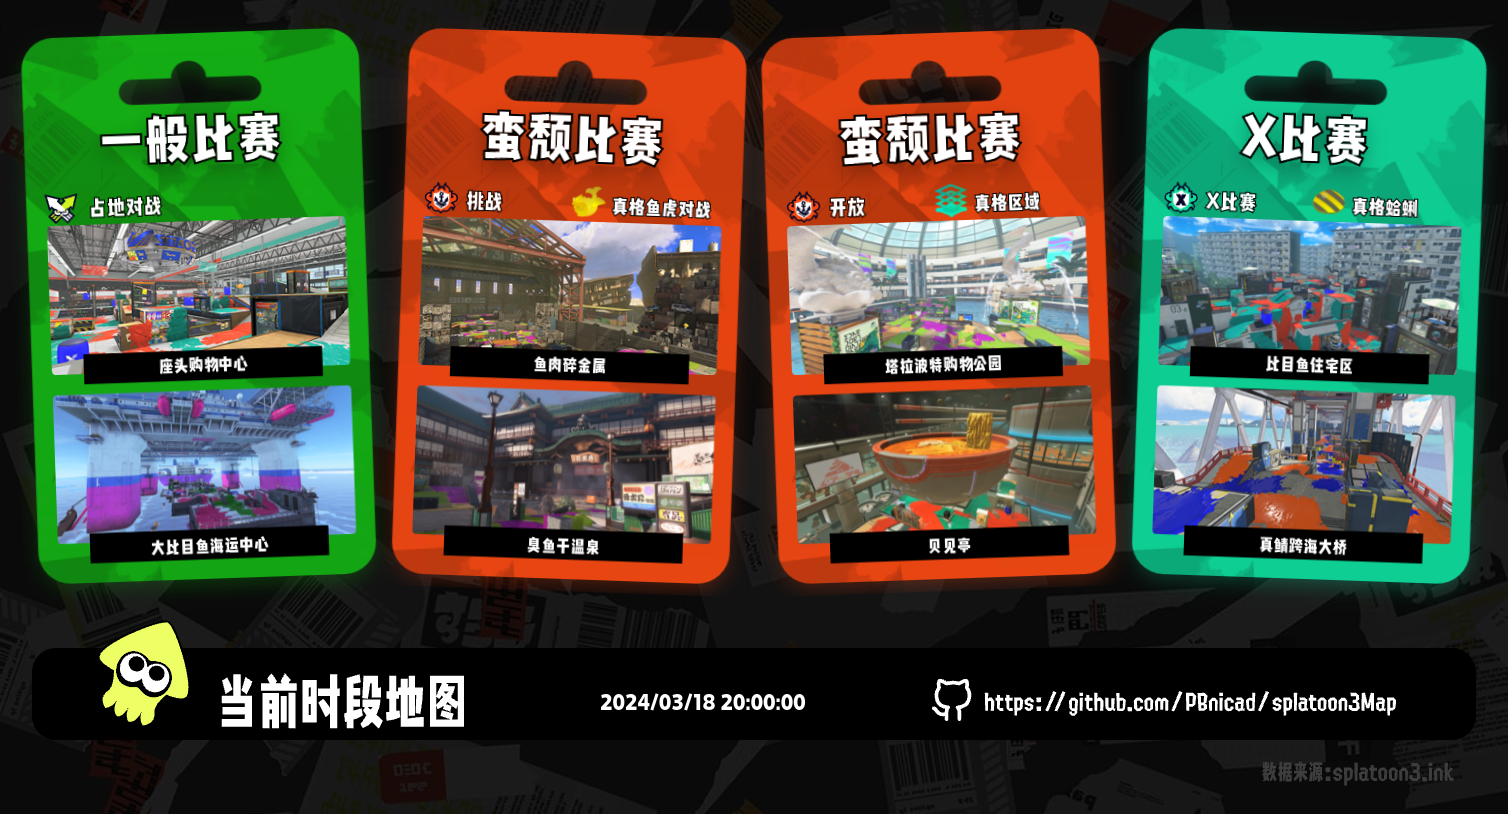 一般比赛
占地对战
座头购物中心
大比目鱼海运中心
蛮颓比赛
挑战
真格鱼虎对战
鱼肉碎金属
臭鱼干温泉
蛮颓比赛
开放
真格区域
塔拉波特购物公园
贝见亭
X比赛
X比赛
真格蛤蜊
比目鱼住宅区
真鲭跨海大桥
当前时段地图
2024/03/18 20:00:00
https://github.com/PBnicad/splatoon3Map
数据来源:splatoon3.ink